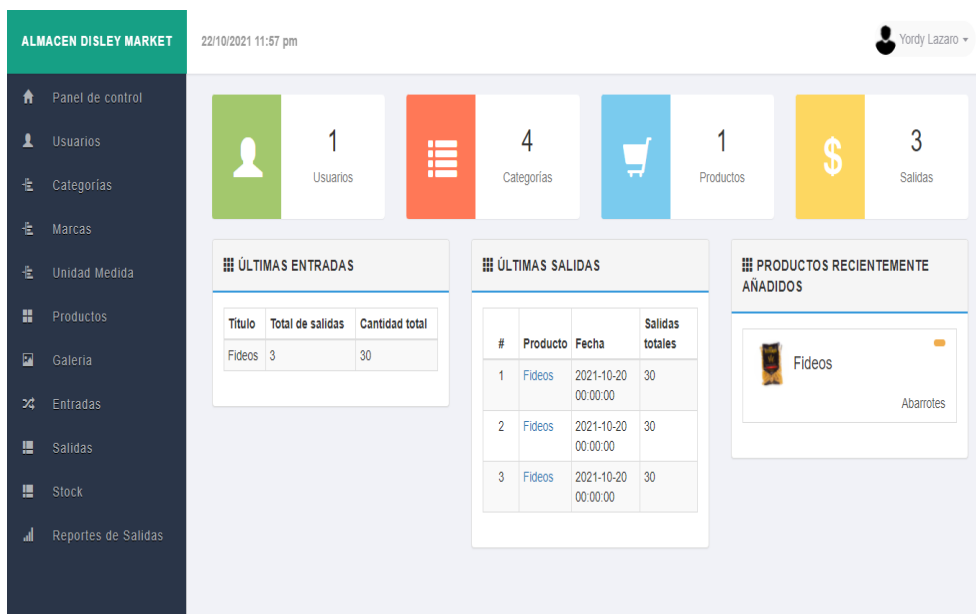 ALMACEN DISLEY MARKET
22/10/2021 11:57 pm
Yordy Lazaro
Panel de control
Usuarios
Categorías
Marcas
Unidad Medida
Productos
Galeria
Entradas
Salidas
Stock
Reportes de Salidas
1
Usuarios
4
Categorías
1
Productos
$
3
Salidas
ÚLTIMAS ENTRADAS
Título Total de salidas Cantidad total
Fideos 3 30
ÚLTIMAS SALIDAS
# Producto Fecha Salidas totales
1 Fideos 2021-10-20 00:00:00 30
2 Fideos 2021-10-20 00:00:00 30
3 Fideos 2021-10-20 00:00:00 30
PRODUCTOS RECIENTEMENTE
AÑADIDOS
Fideos
Abarrotes